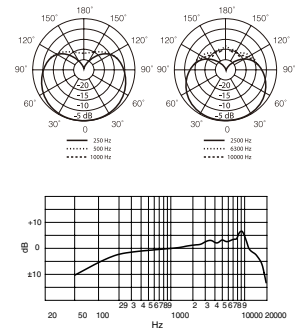 180° 180°
150° 150° 150° 150°
120° 120° 120° 120°
90° 90° 90° 90°
-20 -20
-15 -15
60° -10 60° 60° -10 60°
-5 dB -5 dB
30° 30° 30° 30°
0 0
250 Hz 2500 Hz
500 Hz 6300 Hz
1000 Hz 10000 Hz
+10
dB 0
±10
29 3 4 5 6 7 8 9 2 3 4 5 6 7 8 9
20 50 100 1000 10000 20000
Hz